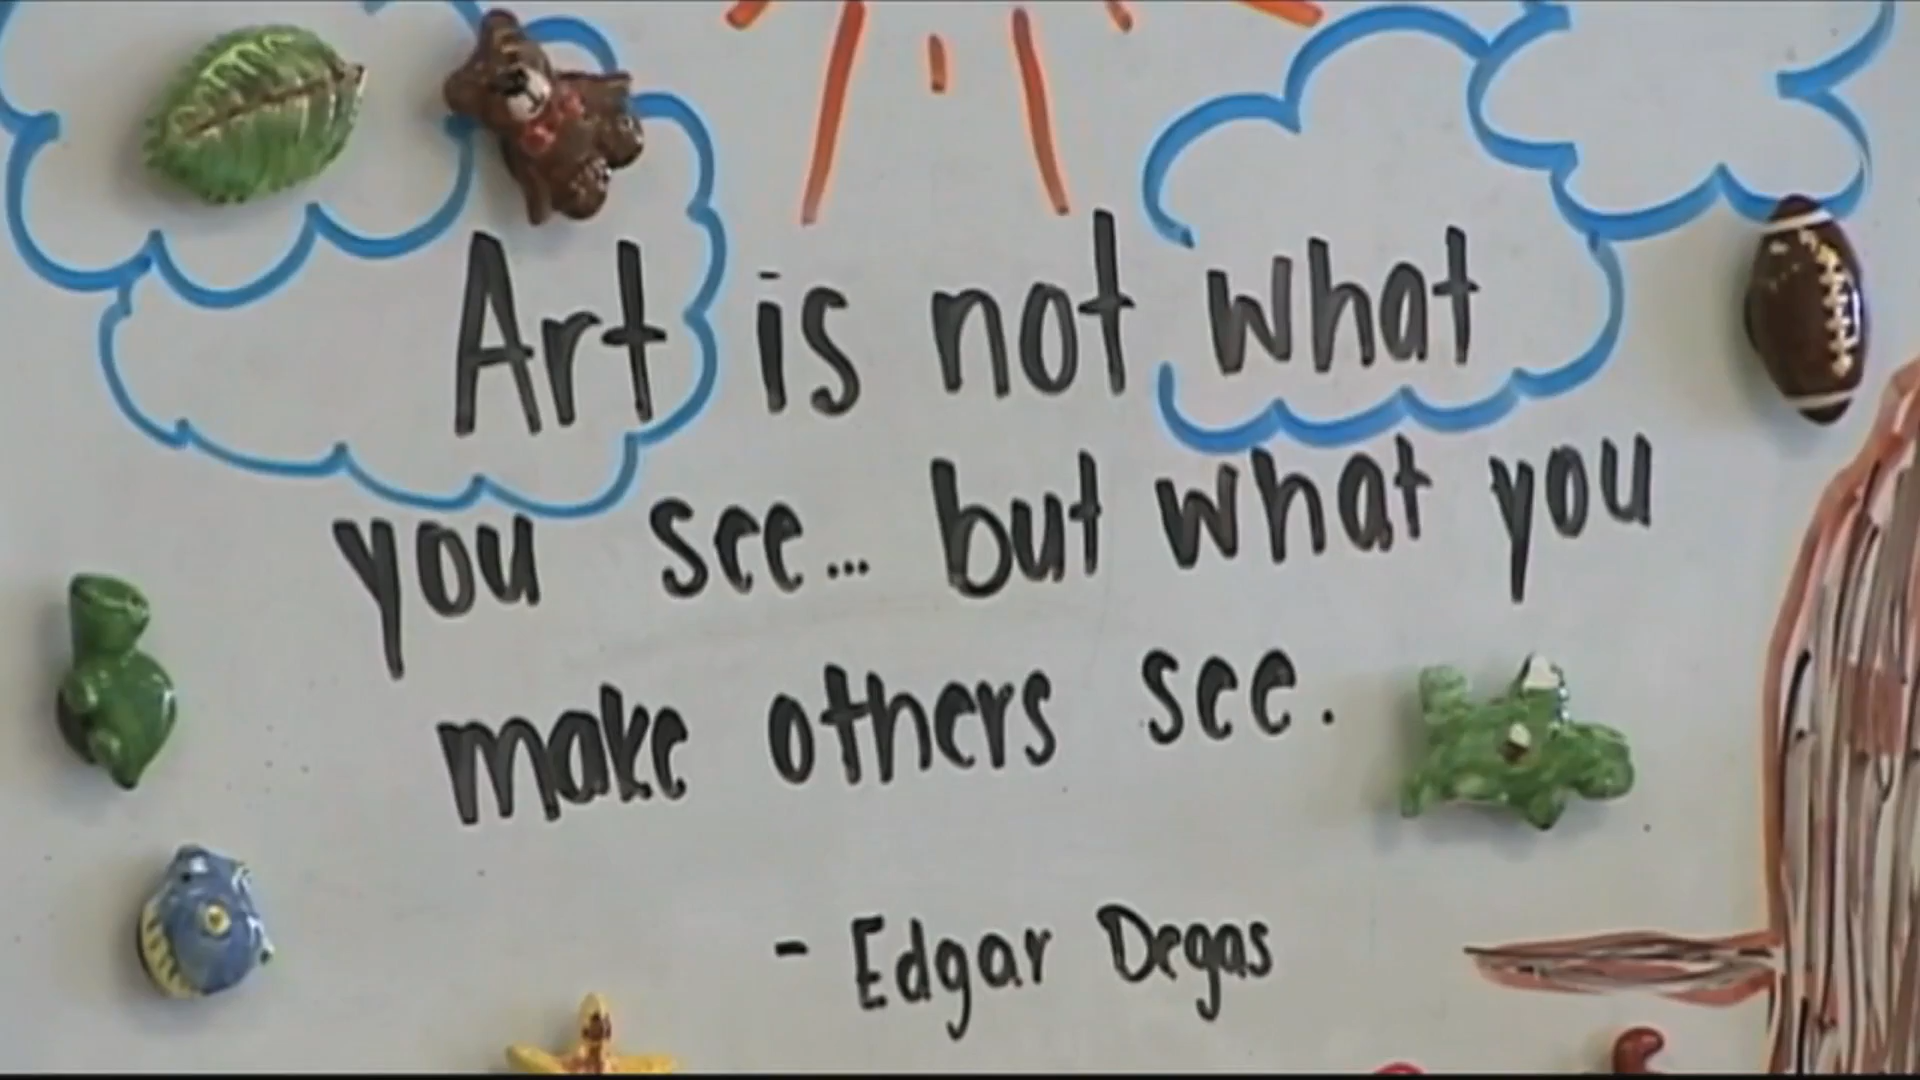 Art is not what
you see... but what you
make others see.
- Edgar Degas